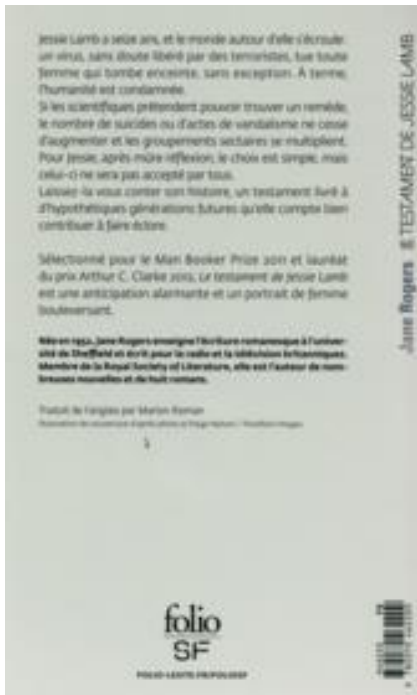 Jessie Lamb a seize ans, et le monde autour d'elle s'écroule:
un virus, sans doute libéré par des terroristes, tue toute
femme qui tombe enceinte, sans exception. À terme,
l'humanité est condamnée.
Si les scientifiques prétendent pouvoir trouver un remède,
le nombre de suicides ou d'actes de vandalisme ne cesse
d'augmenter et les groupements sectaires se multiplient.
Pour Jessie, après mûre réflexion, le choix est simple, mais
celui-ci ne sera pas accepté par tous.
Laissez-la vous conter son histoire, un testament livré à
d'hypothétiques générations futures qu'elle compte bien
contribuer à faire éclore.
Sélectionné pour le Man Booker Prize 2011 et lauréat
du prix Arthur C. Clarke 2012, Le testament de Jessie Lamb
est une anticipation alarmante et un portrait de femme
bouleversant.
Née en 1952, Jane Rogers enseigne l'écriture romanesque à l'univer-
sité de Sheffield et écrit pour la radio et la télévision britanniques.
Membre de la Royal Society of Literature, elle est l'auteur de nom-
breuses nouvelles et de huit romans.
Traduit de l'anglais par Marion Roman
folio
SF
FOLIO-LESITE.FR/FOLIOSF
Jane Rogers LE TESTAMENT DE JESSIE LAMB